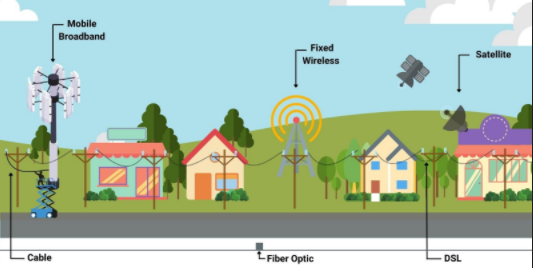 Mobile
Broadband
Fixed
Wireless
Satellite
Cable
Fiber Optic
DSL